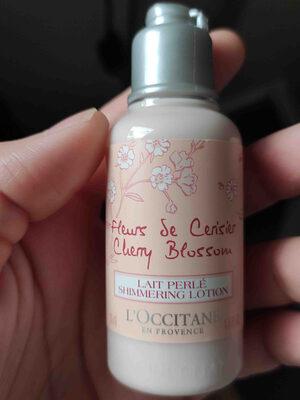 Fleurs de Cerisier
Cherry Blossom
LAIT PERLÉ
SHIMMERING LOTION
L'OCCITANE
EN PROVENCE